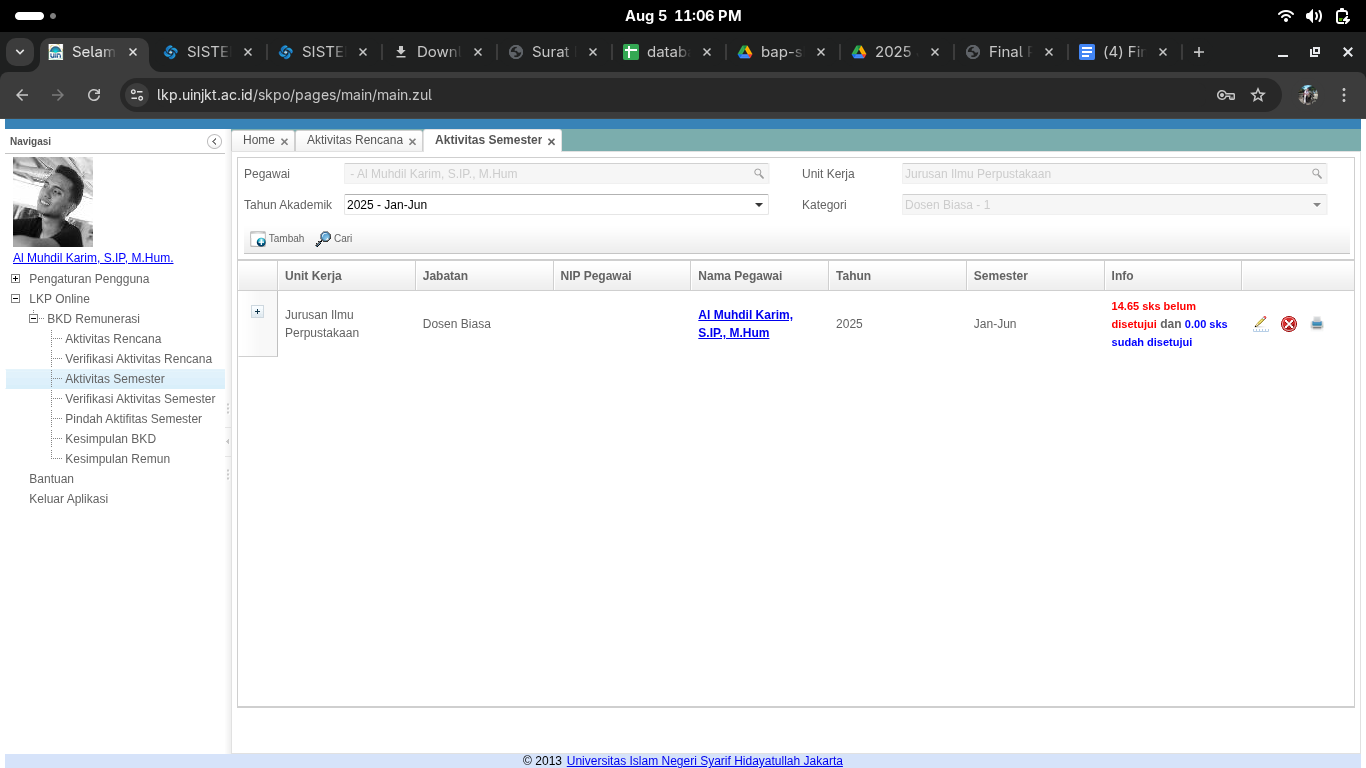 Aug 5 11:06 PM
Selam
SISTE
SISTE
Downl
Surat
datab
bap-s
2025
Final
(4) Fir
lkp.uinjkt.ac.id/skpo/pages/main/main.zul
Navigasi
Home
Aktivitas Rencana
Aktivitas Semester
Al Muhdil Karim, S.IP, M.Hum.
Pengaturan Pengguna
LKP Online
BKD Remunerasi
Aktivitas Rencana
Verifikasi Aktivitas Rencana
Aktivitas Semester
Verifikasi Aktivitas Semester
Pindah Aktifitas Semester
Kesimpulan BKD
Kesimpulan Remun
Bantuan
Keluar Aplikasi
Pegawai
- Al Muhdil Karim, S.IP., M.Hum
Unit Kerja
Jurusan Ilmu Perpustakaan
Tahun Akademik
2025 - Jan-Jun
Kategori
Dosen Biasa - 1
Tambah
Cari
Unit Kerja
Jabatan
NIP Pegawai
Nama Pegawai
Tahun
Semester
Info
Jurusan Ilmu
Perpustakaan
Dosen Biasa
Al Muhdil Karim,
S.IP., M.Hum
2025
Jan-Jun
14.65 sks belum
disetujui dan 0.00 sks
sudah disetujui
© 2013 Universitas Islam Negeri Syarif Hidayatullah Jakarta